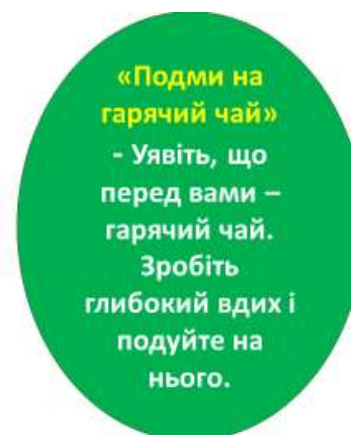 «Подми на
гарячий чай»
- Уявіть, що
перед вами –
гарячий чай.
Зробіть
глибокий вдих і
подуйте на
нього.